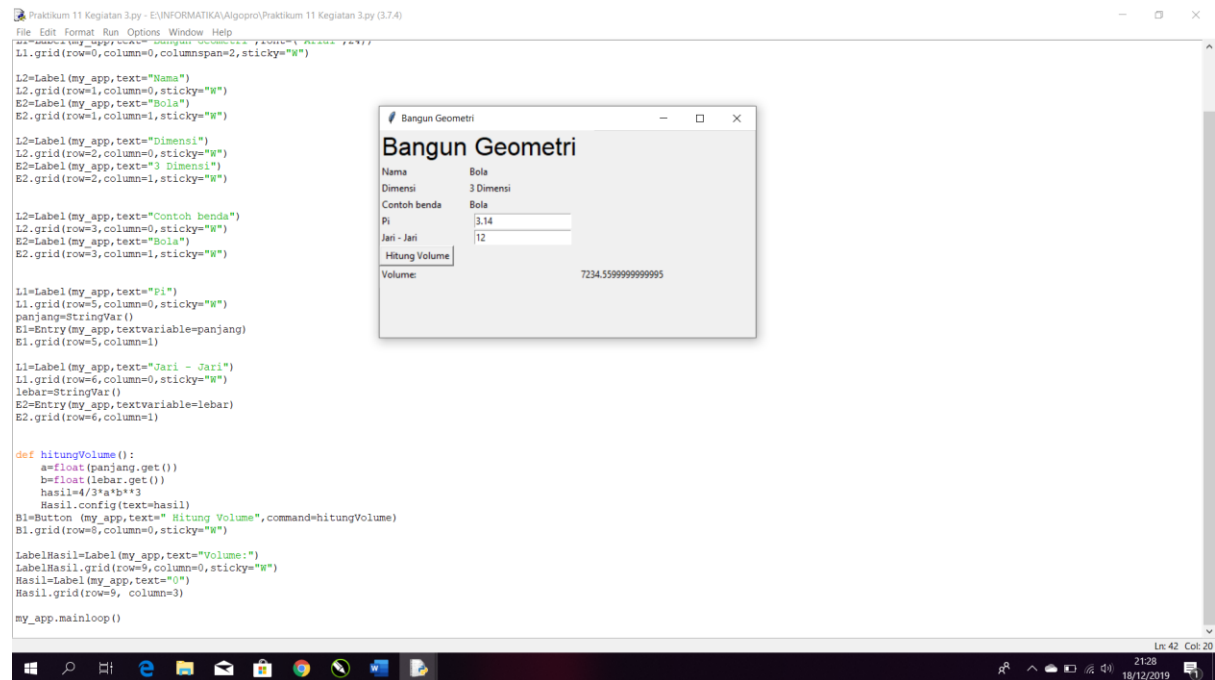 Praktikum 11 Kegiatan 3.py - E:\INFORMATIKA\Algopro\Praktikum 11 Kegiatan 3.py (3.7.4)
File Edit Format Run Options Window Help
L1=Label(my_app,text="Bangun Geometri",font=("Arial",24))
L1.grid(row=0,column=0,columnspan=2,sticky="W")
L2=Label(my_app,text="Nama")
L2.grid(row=1,column=0,sticky="W")
E2=Label(my_app,text="Bola")
E2.grid(row=1,column=1,sticky="W")
L2=Label(my_app,text="Dimensi")
L2.grid(row=2,column=0,sticky="W")
E2=Label(my_app,text="3 Dimensi")
E2.grid(row=2,column=1,sticky="W")
L2=Label(my_app,text="Contoh benda")
L2.grid(row=3,column=0,sticky="W")
E2=Label(my_app,text="Bola")
E2.grid(row=3,column=1,sticky="W")
L1=Label(my_app,text="Pi")
L1.grid(row=5,column=0,sticky="W")
panjang=StringVar()
E1=Entry(my_app,textvariable=panjang)
E1.grid(row=5,column=1)
L1=Label(my_app,text="Jari - Jari")
L1.grid(row=6,column=0,sticky="W")
lebar=StringVar()
E2=Entry(my_app,textvariable=lebar)
E2.grid(row=6,column=1)
def hitungVolume():
    a=float(panjang.get())
    b=float(lebar.get())
    hasil=4/3*a*b**3
    Hasil.config(text=hasil)
B1=Button (my_app,text=" Hitung Volume",command=hitungVolume)
B1.grid(row=8,column=0,sticky="W")
LabelHasil=Label(my_app,text="Volume:")
LabelHasil.grid(row=9,column=0,sticky="W")
Hasil=Label(my_app,text="0")
Hasil.grid(row=9, column=3)
my_app.mainloop()
Bangun Geometri
Bangun Geometri
Nama Bola
Dimensi 3 Dimensi
Contoh benda Bola
Pi 3.14
Jari - Jari 12
Hitung Volume
Volume: 7234.5599999999995
Ln: 42 Col: 20
21:28
18/12/2019